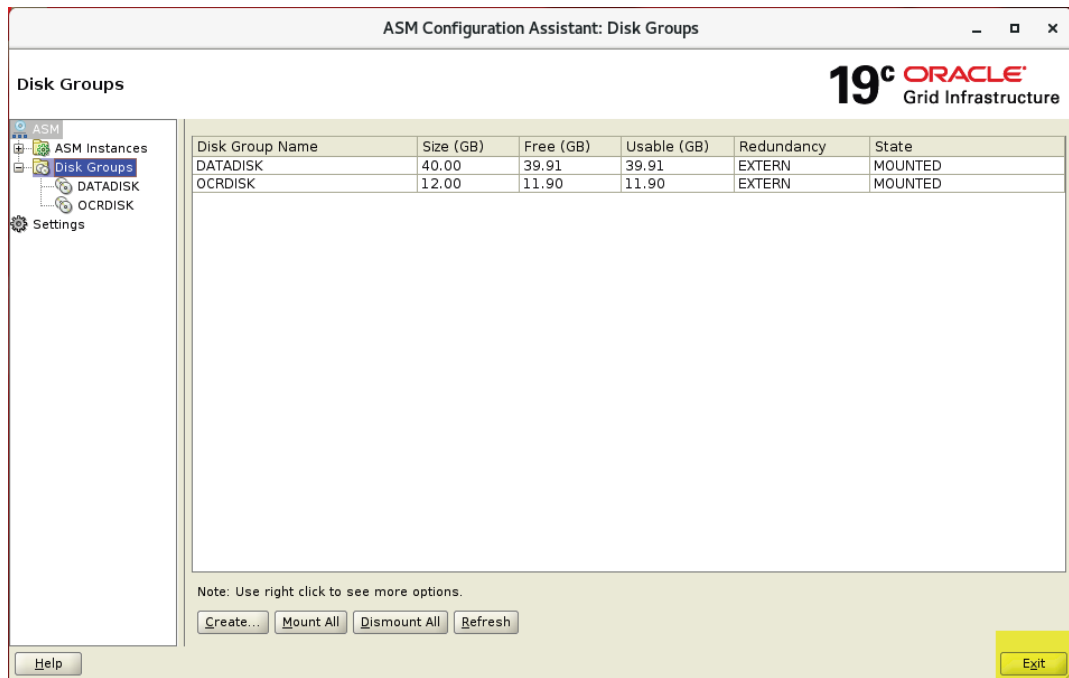 ASM Configuration Assistant: Disk Groups
Disk Groups
19c ORACLE
Grid Infrastructure
ASM
ASM Instances
Disk Groups
DATADISK
OCRDISK
Settings
Disk Group Name Size (GB) Free (GB) Usable (GB) Redundancy State
DATADISK 40.00 39.91 39.91 EXTERN MOUNTED
OCRDISK 12.00 11.90 11.90 EXTERN MOUNTED
Note: Use right click to see more options.
Create... Mount All Dismount All Refresh
Help Exit